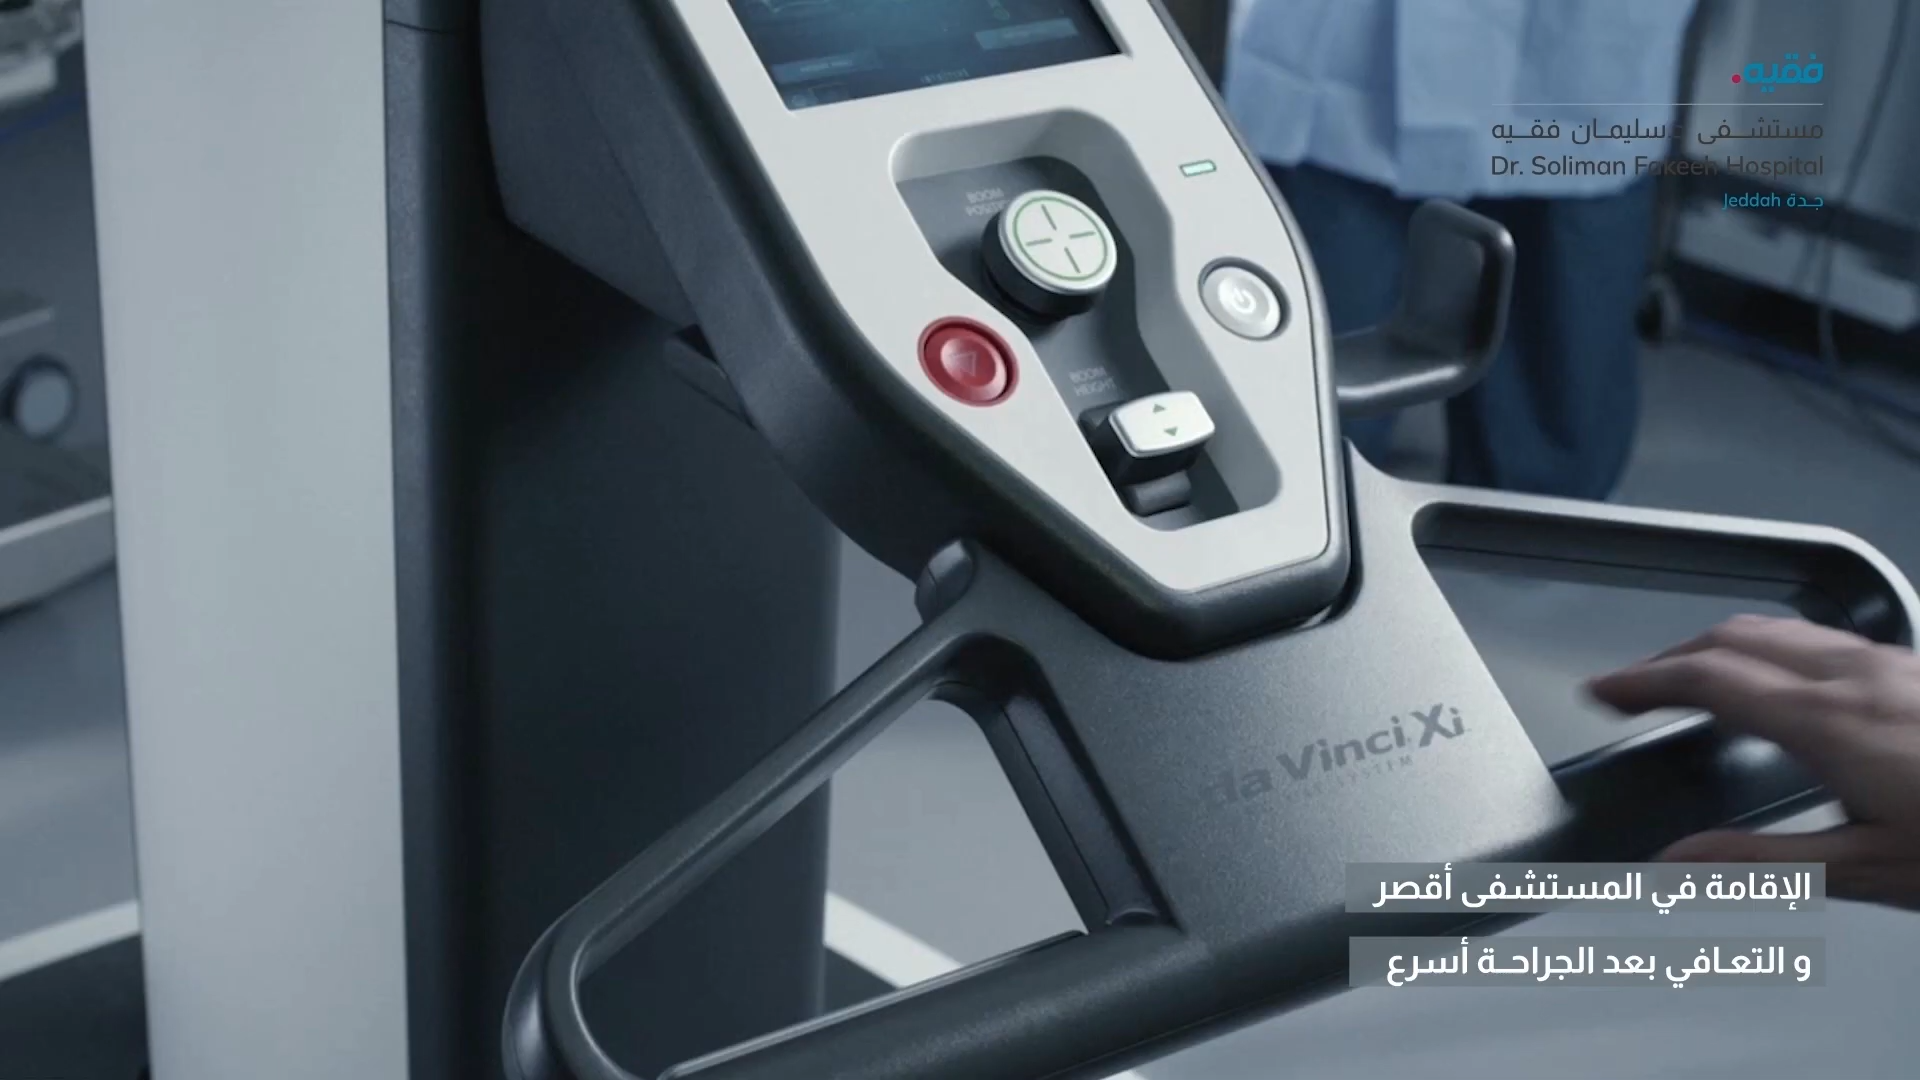 فقيه.
مستشفى د.سليمان فقيه
Dr. Soliman Fakeeh Hospital
جدة Jeddah
BOOM
BOOM
HEIGHT
da Vinci Xi
SYSTEM
الإقامة في المستشفى أقصر
و التعافي بعد الجراحة أسرع